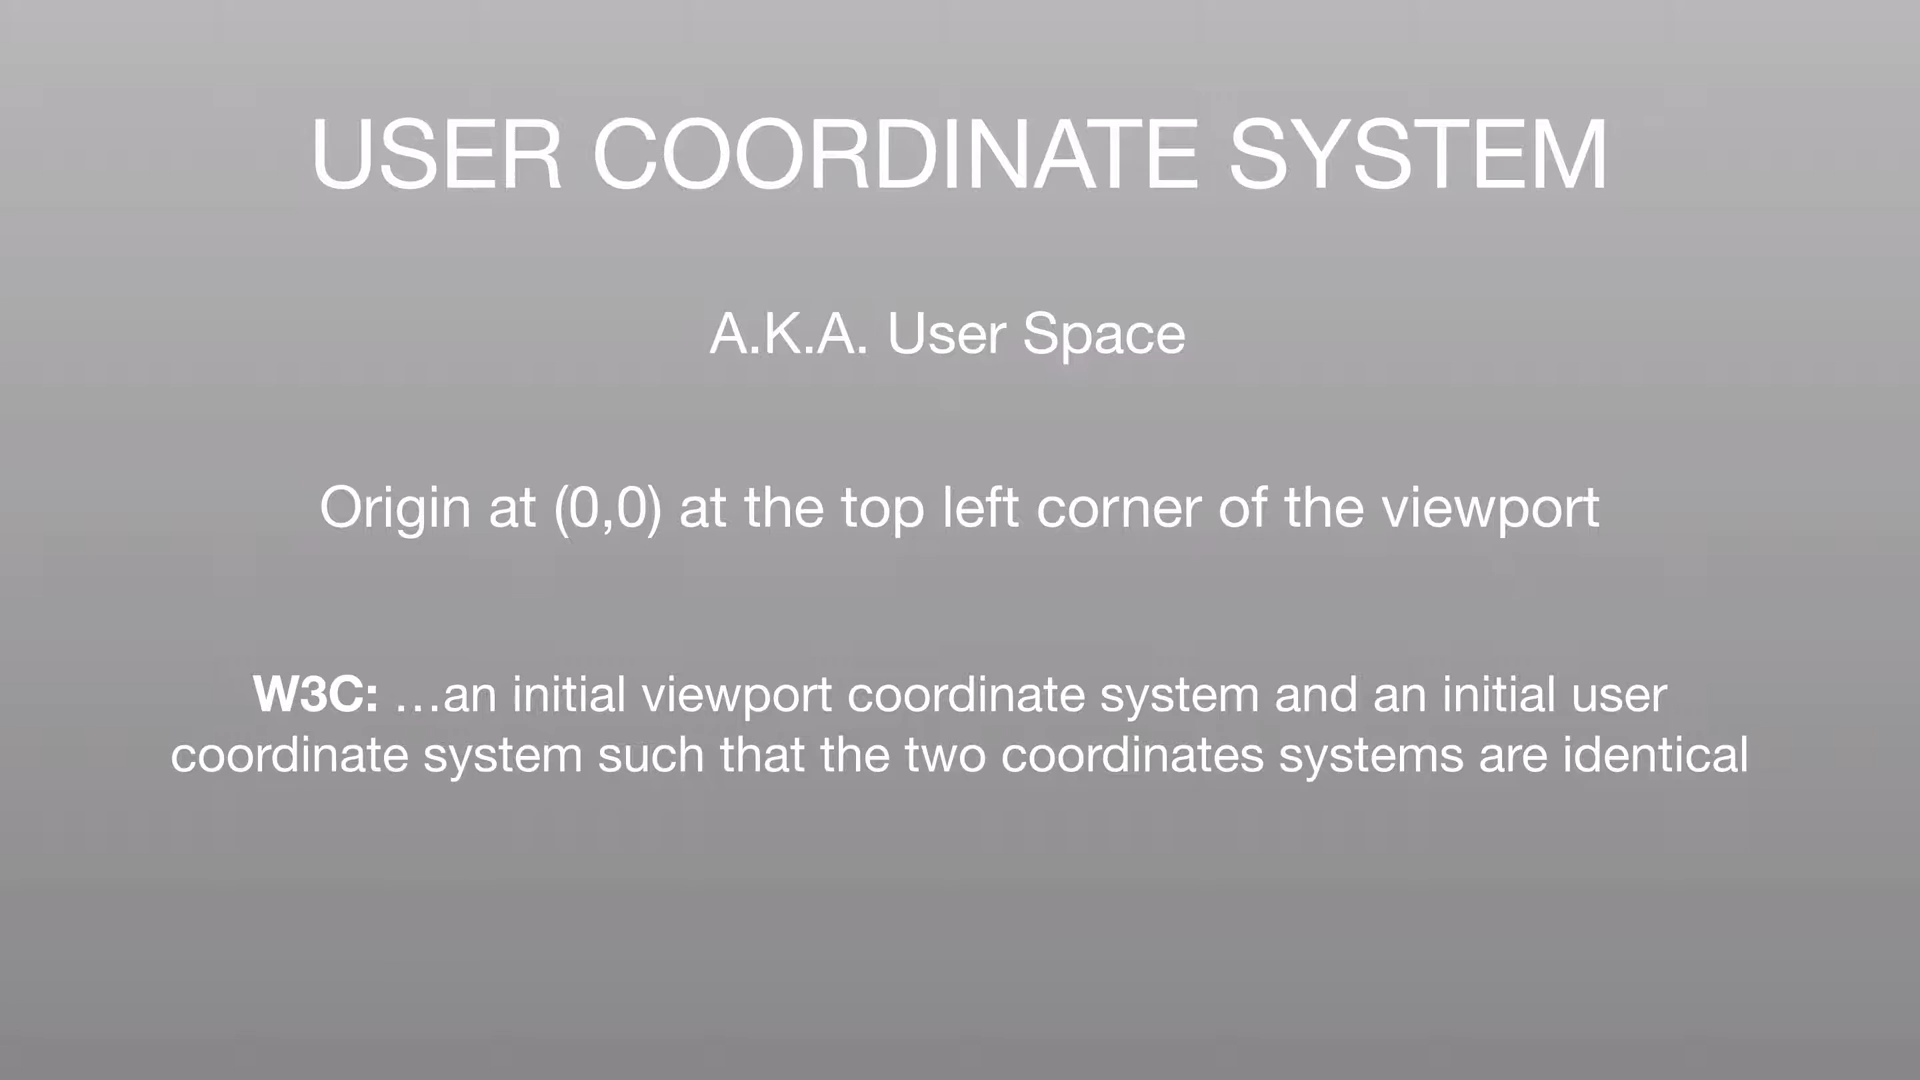 USER COORDINATE SYSTEM
A.K.A. User Space
Origin at (0,0) at the top left corner of the viewport
W3C: …an initial viewport coordinate system and an initial user
coordinate system such that the two coordinates systems are identical